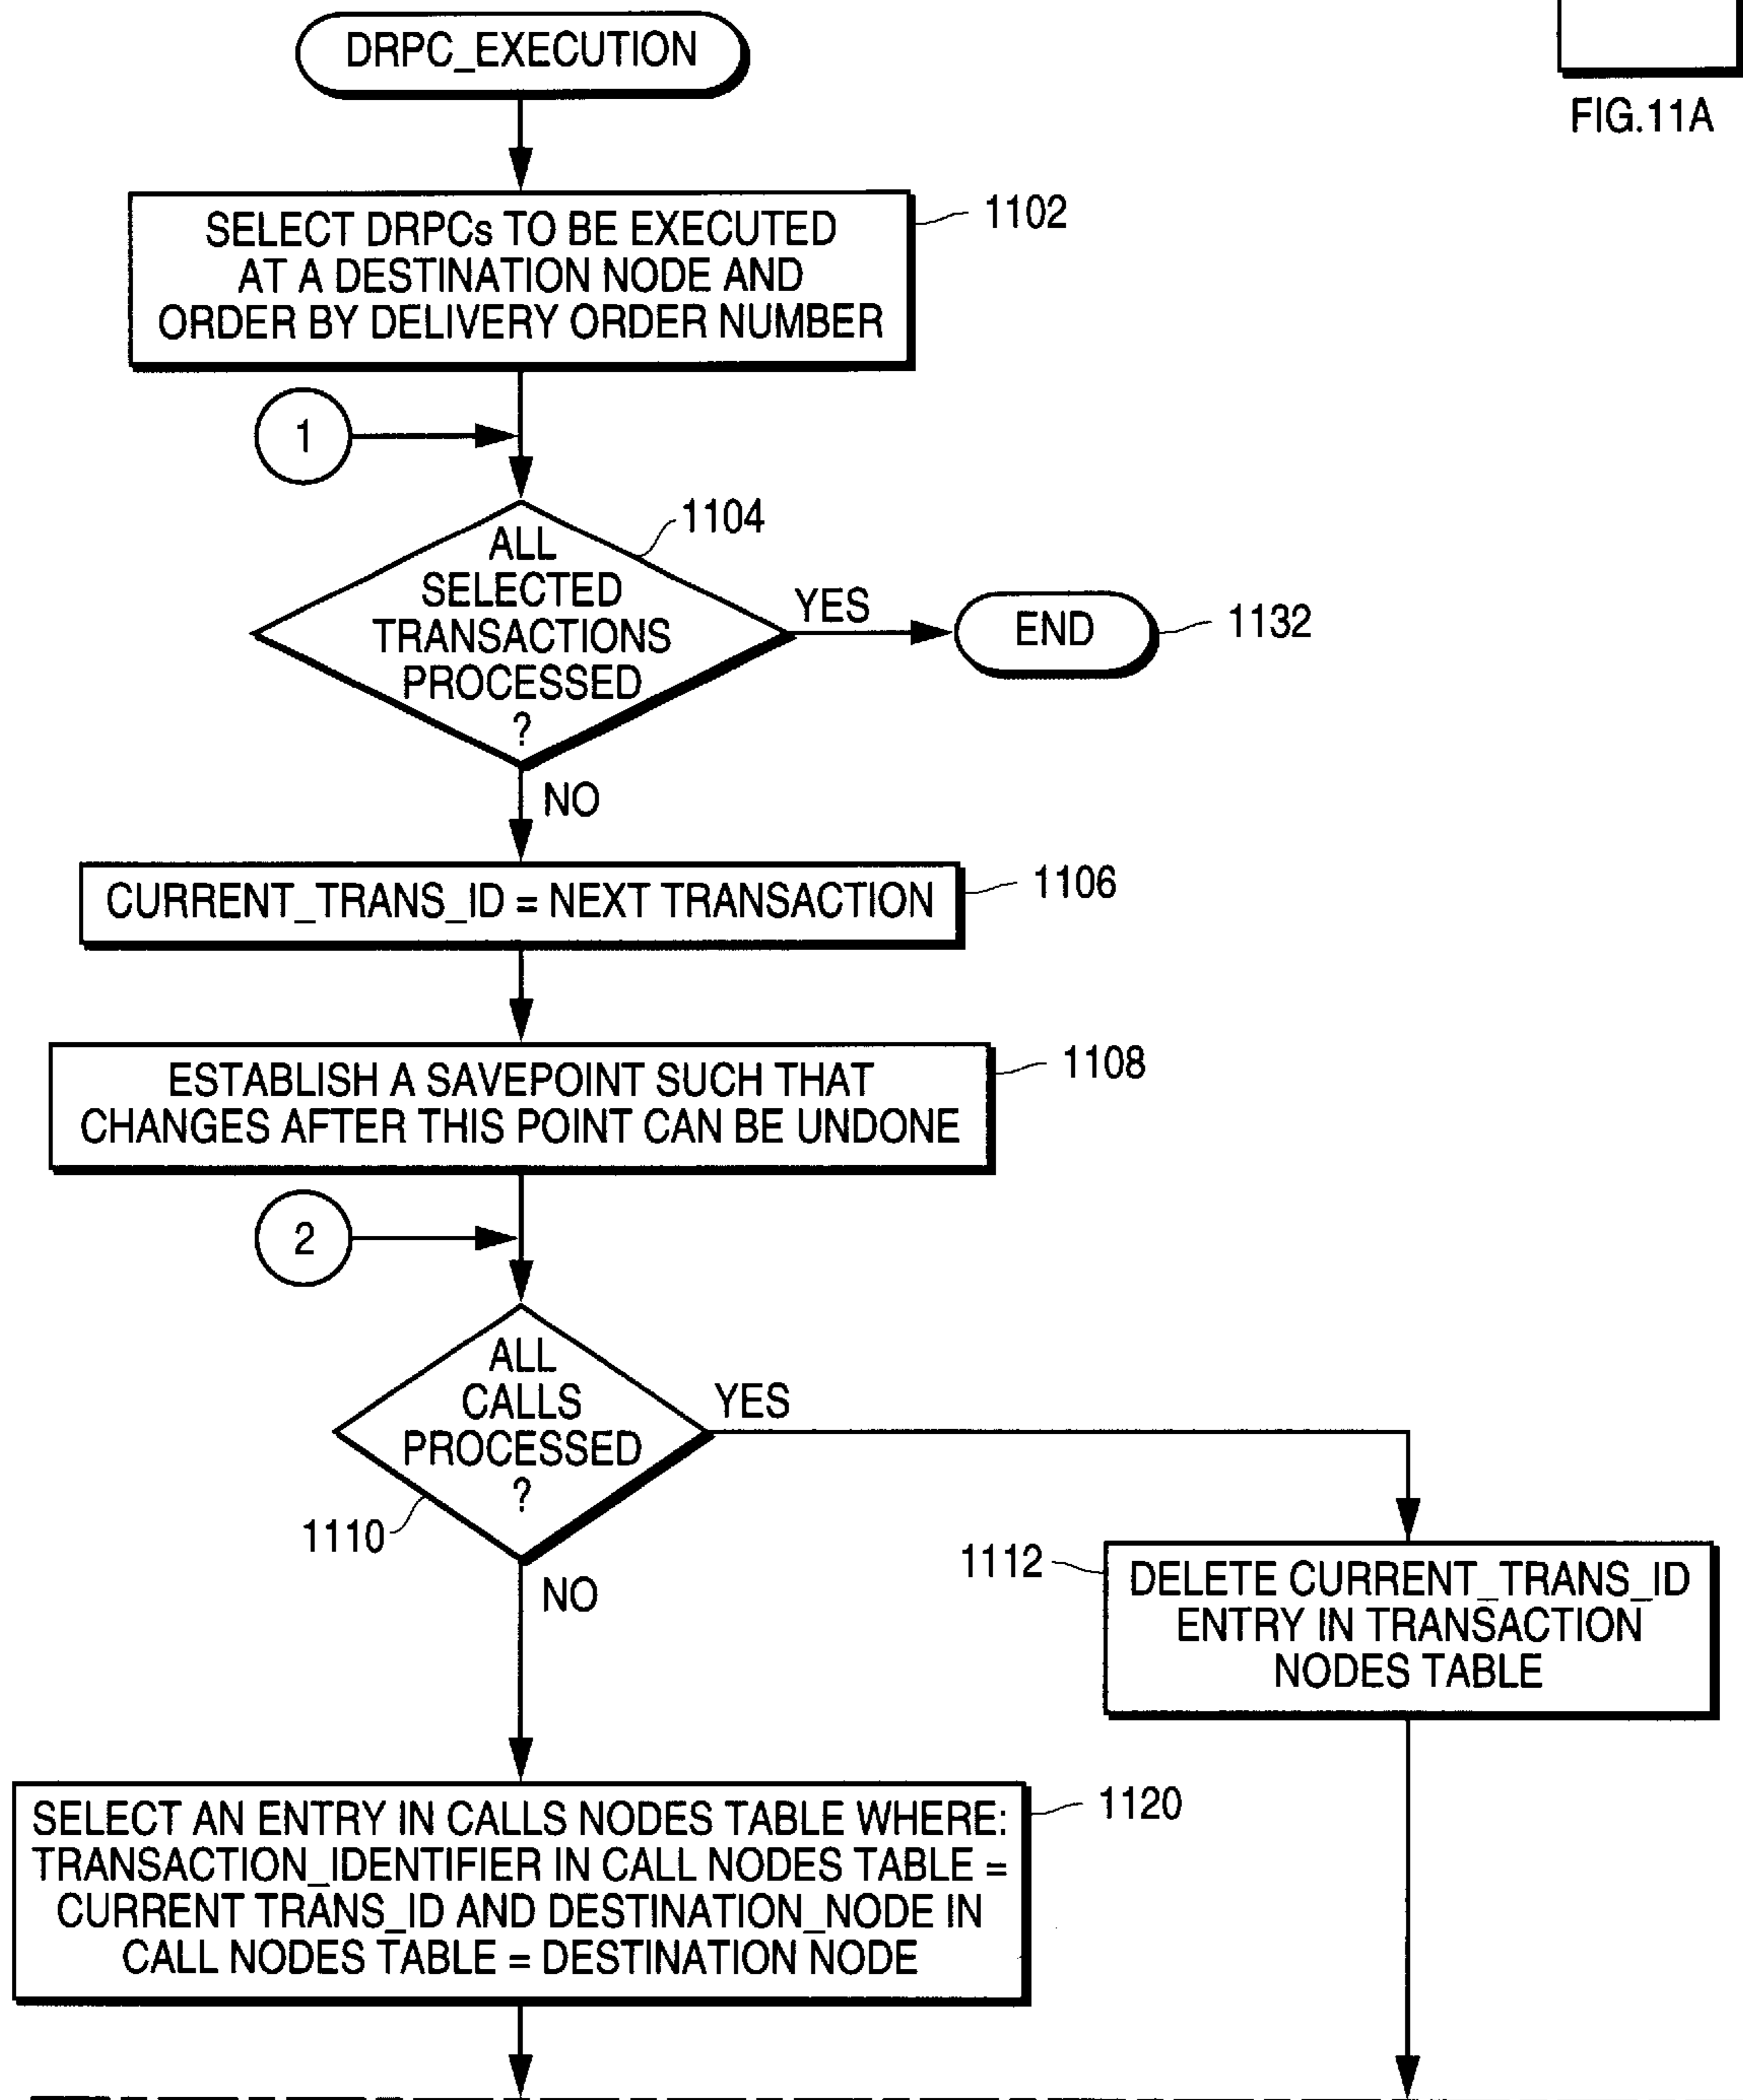 DRPC_EXECUTION
FIG.11A
SELECT DRPCs TO BE EXECUTED
AT A DESTINATION NODE AND
ORDER BY DELIVERY ORDER NUMBER
1102
1
ALL
SELECTED
TRANSACTIONS
PROCESSED
?
1104
YES
END
1132
NO
CURRENT_TRANS_ID = NEXT TRANSACTION
1106
ESTABLISH A SAVEPOINT SUCH THAT
CHANGES AFTER THIS POINT CAN BE UNDONE
1108
2
ALL
CALLS
PROCESSED
?
1110
YES
NO
1112
DELETE CURRENT_TRANS_ID
ENTRY IN TRANSACTION
NODES TABLE
SELECT AN ENTRY IN CALLS NODES TABLE WHERE:
TRANSACTION_IDENTIFIER IN CALL NODES TABLE =
CURRENT TRANS_ID AND DESTINATION_NODE IN
CALL NODES TABLE = DESTINATION NODE
1120